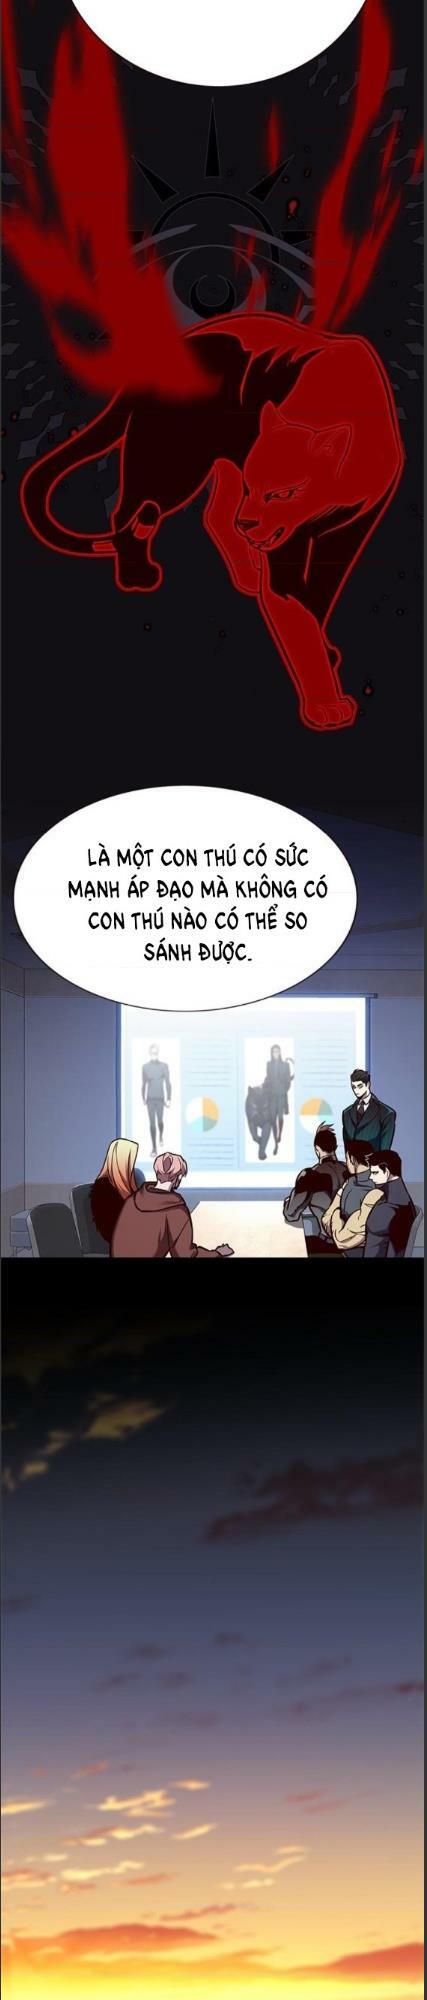 LÀ MỘT CON THÚ CÓ SỨC
MẠNH ÁP ĐẠO MÀ KHÔNG CÓ
CON THÚ NÀO CÓ THỂ SO
SÁNH ĐƯỢC.